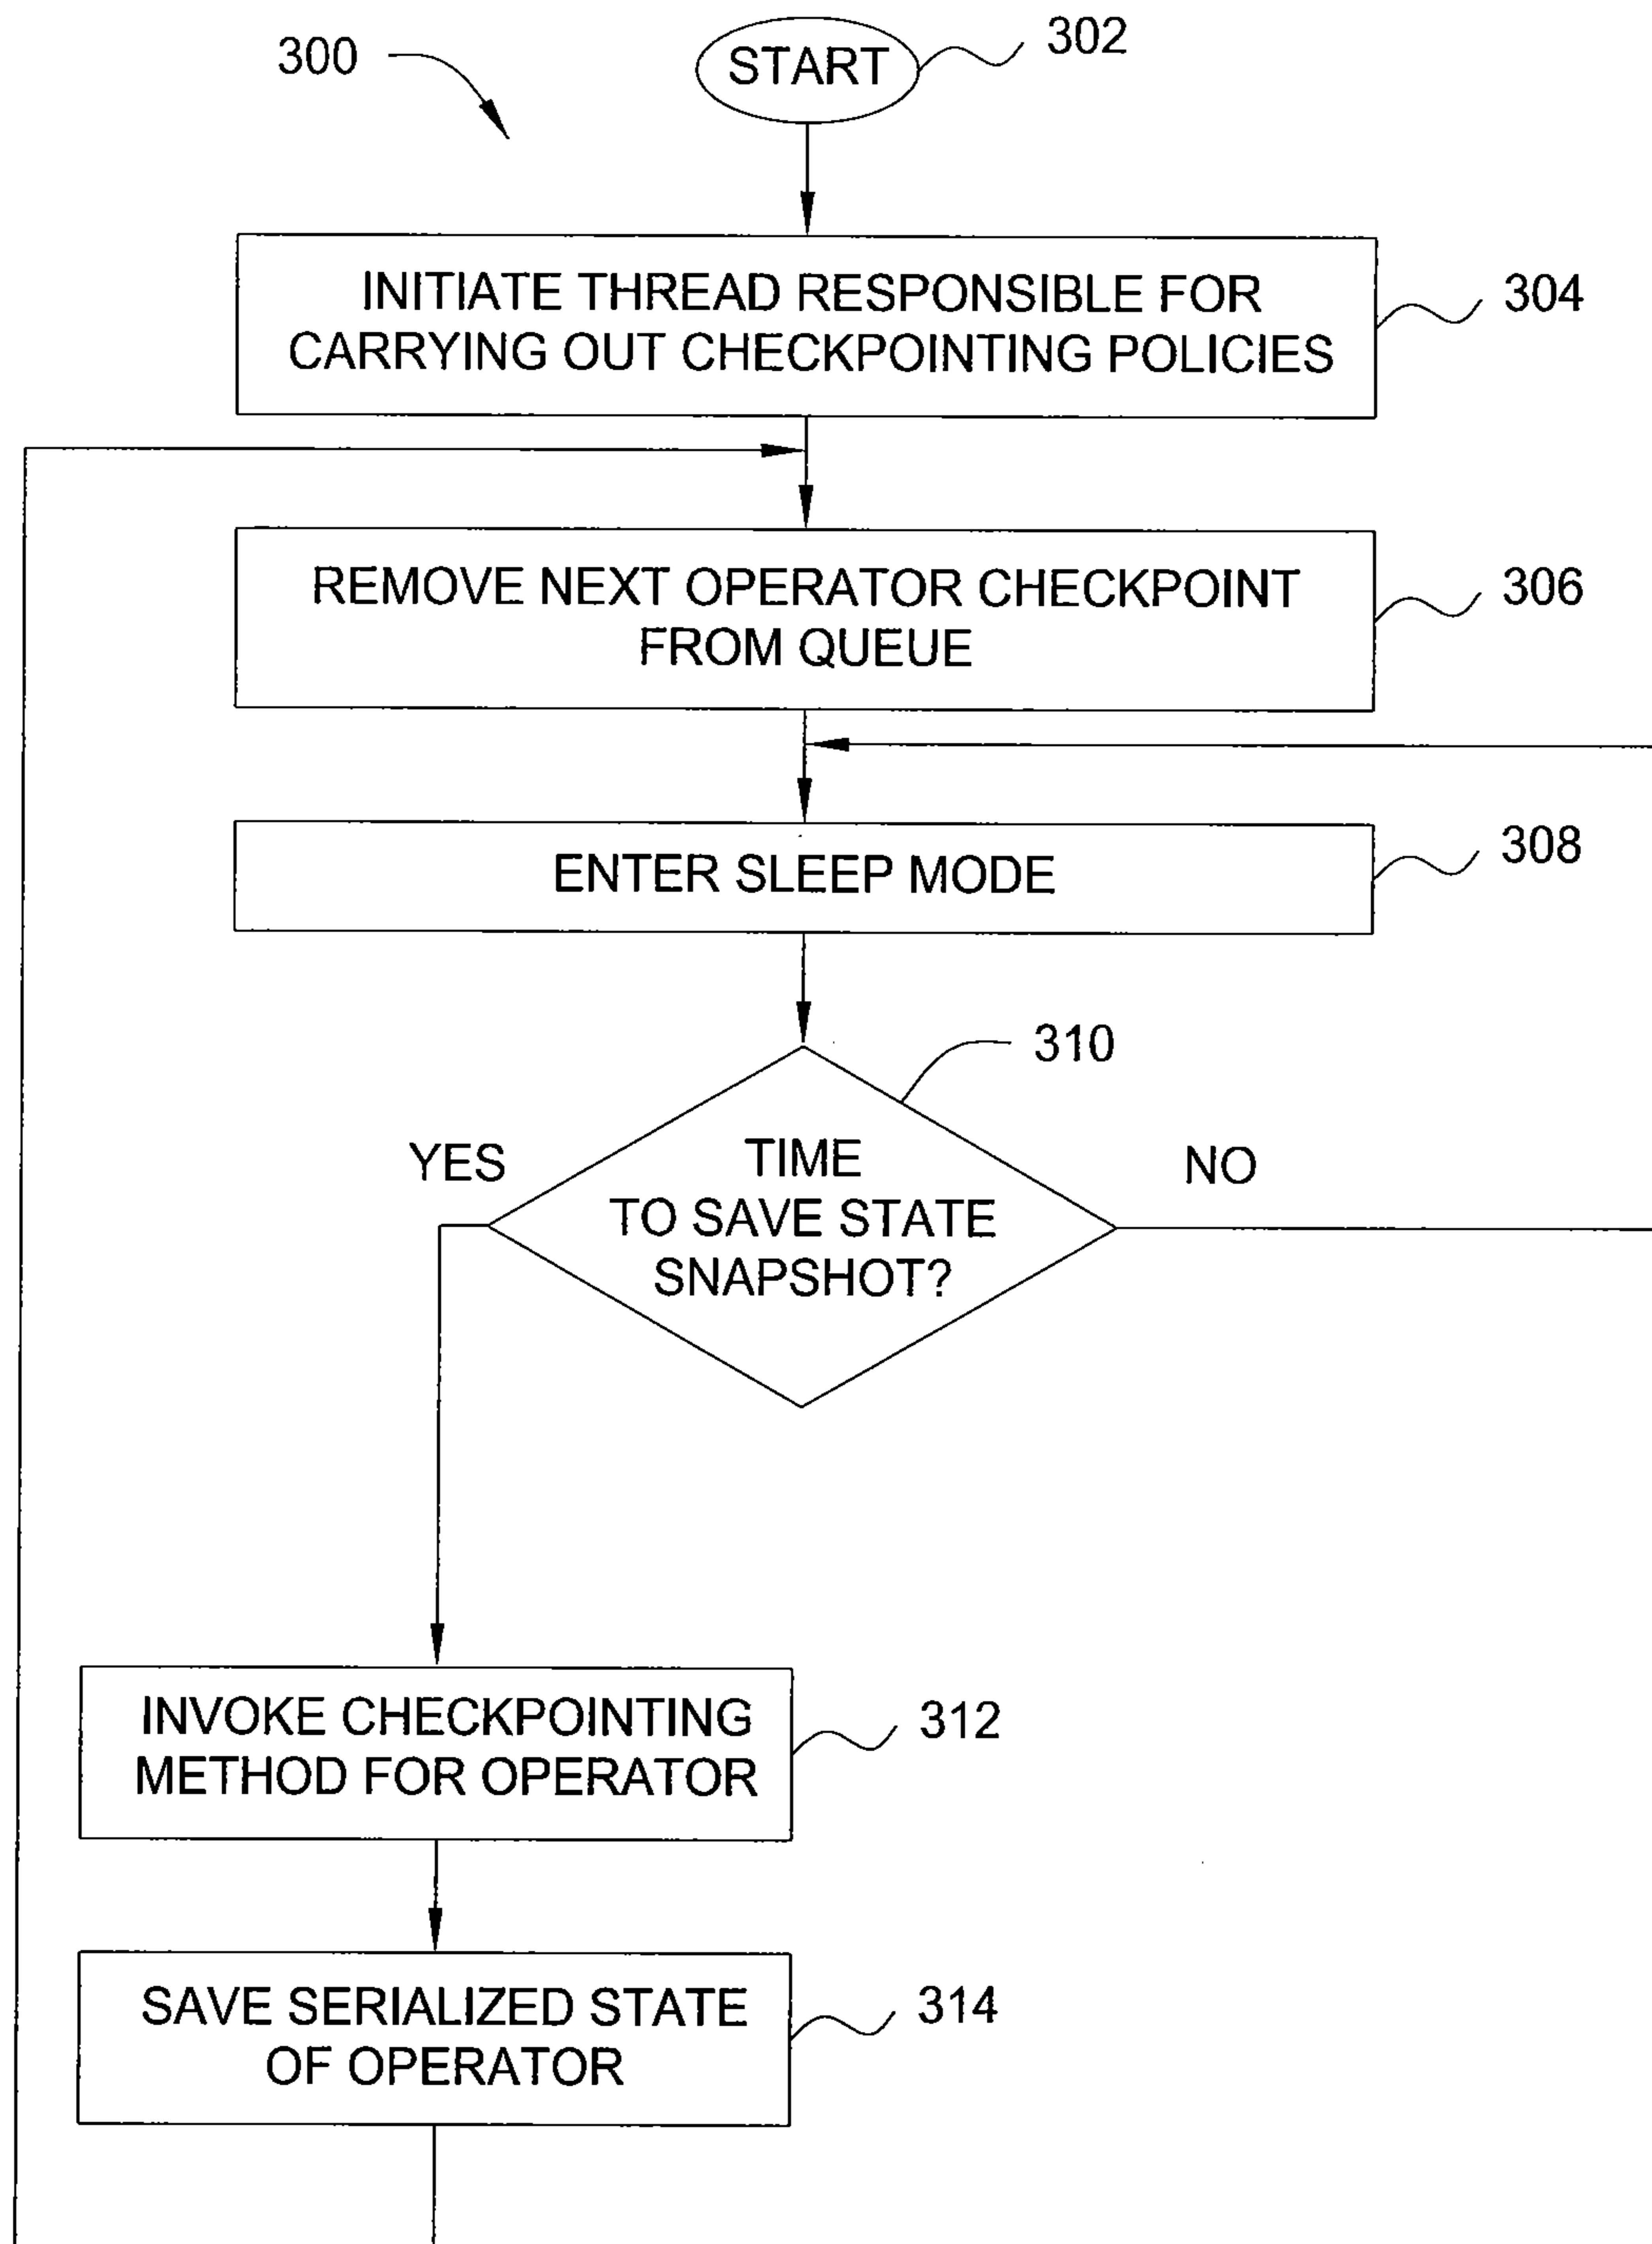 300
START
302
INITIATE THREAD RESPONSIBLE FOR
CARRYING OUT CHECKPOINTING POLICIES
304
REMOVE NEXT OPERATOR CHECKPOINT
FROM QUEUE
306
ENTER SLEEP MODE
308
310
YES
TIME
TO SAVE STATE
SNAPSHOT?
NO
INVOKE CHECKPOINTING
METHOD FOR OPERATOR
312
SAVE SERIALIZED STATE
OF OPERATOR
314